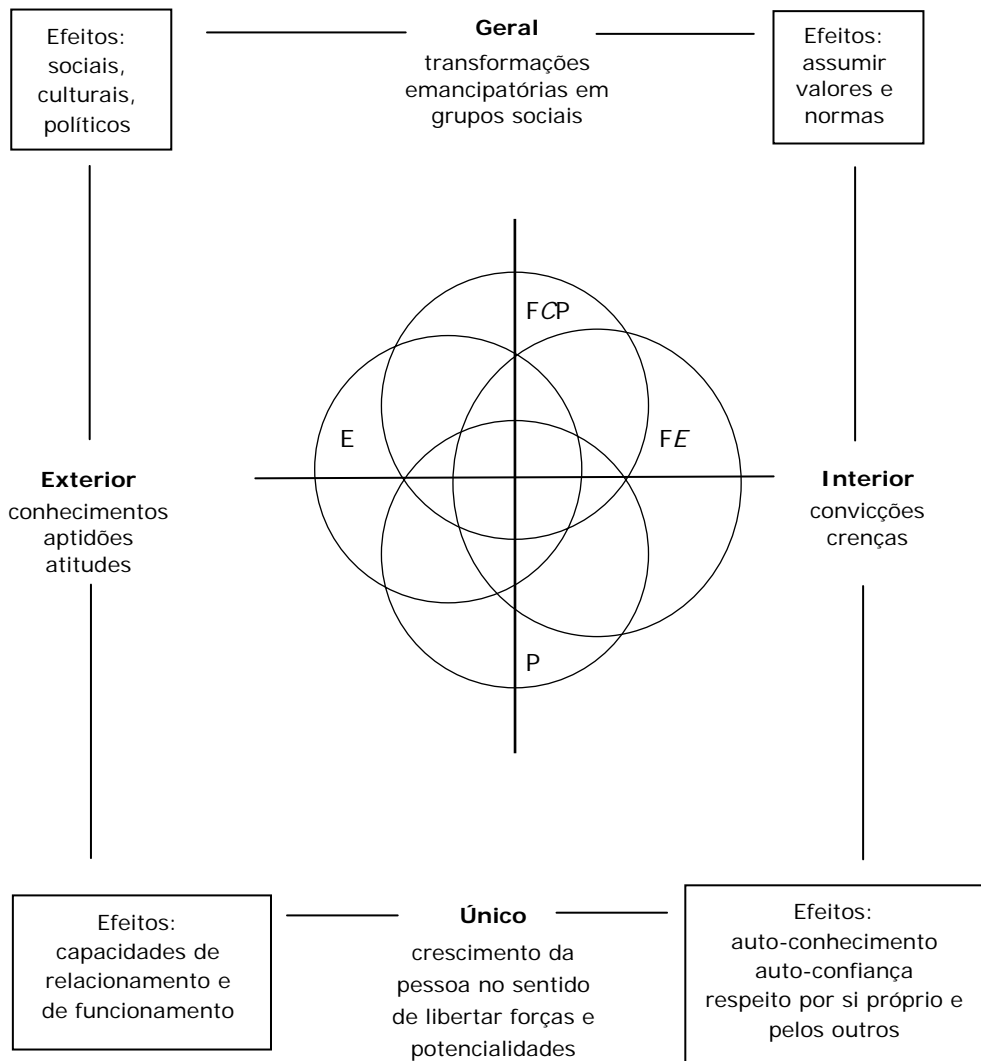 Efeitos:
sociais,
culturais,
políticos
Geral
transformações
emancipatórias em
grupos sociais
Efeitos:
assumir
valores e
normas
FCP
E
FE
Exterior
conhecimentos
aptidões
atitudes
Interior
convicções
crenças
P
Efeitos:
capacidades de
relacionamento e
de funcionamento
Único
crescimento da
pessoa no sentido
de libertar forças e
potencialidades
Efeitos:
auto-conhecimento
auto-confiança
respeito por si próprio e
pelos outros